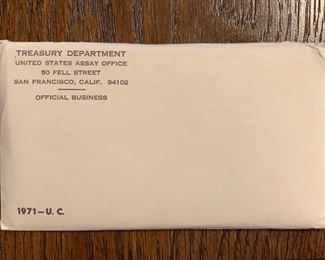 TREASURY DEPARTMENT
UNITED STATES ASSAY OFFICE
50 FELL STREET
SAN FRANCISCO, CALIF. 94102
OFFICIAL BUSINESS
1971-U. C.